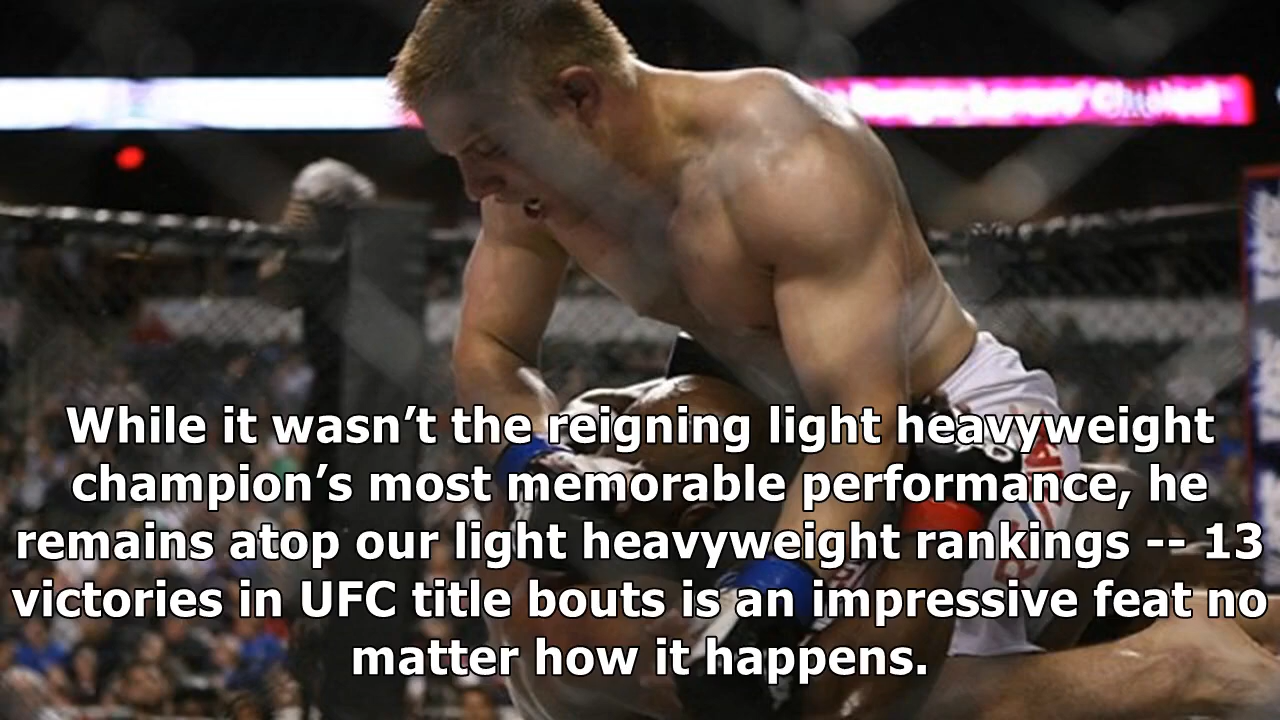 While it wasn’t the reigning light heavyweight
champion’s most memorable performance, he
remains atop our light heavyweight rankings -- 13
victories in UFC title bouts is an impressive feat no
matter how it happens.